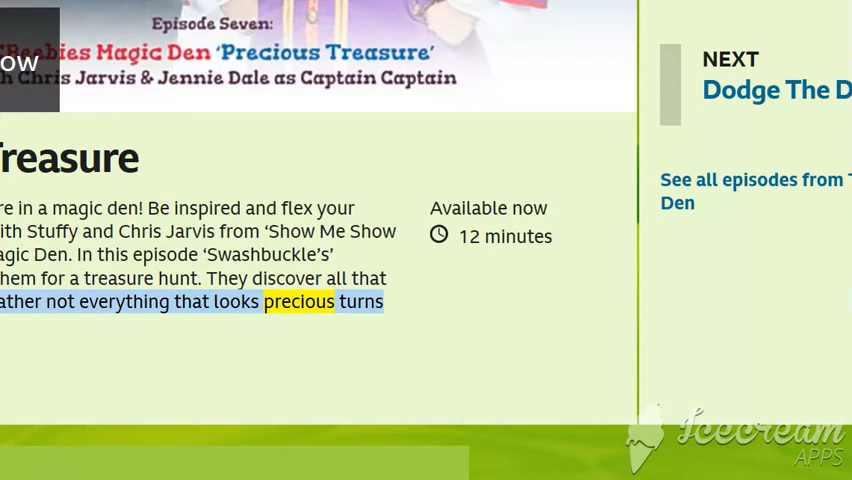 Episode Seven:
CBeebies Magic Den ‘Precious Treasure’
Chris Jarvis & Jennie Dale as Captain Captain
ow
NEXT
Dodge The D
Treasure
See all episodes from T
Den
re in a magic den! Be inspired and flex your
ith Stuffy and Chris Jarvis from ‘Show Me Show
agic Den. In this episode ‘Swashbuckle’s’
hem for a treasure hunt. They discover all that
ather not everything that looks precious turns
Available now
12 minutes
Icecream
APPS